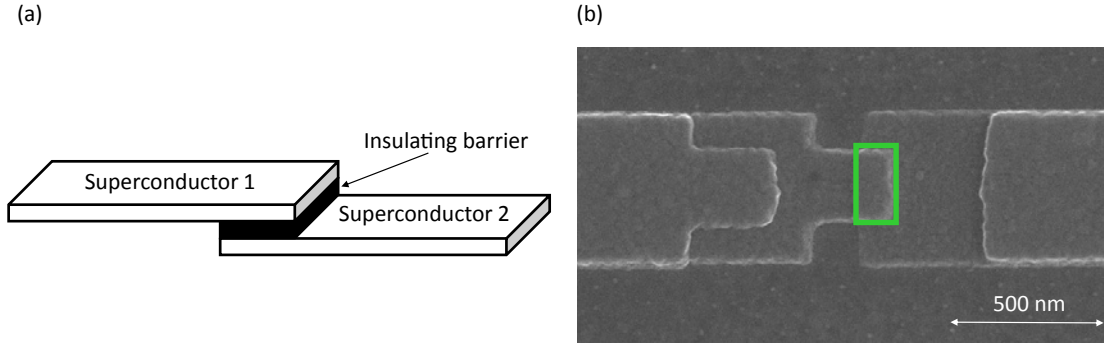 (a)
(b)
Insulating barrier
Superconductor 1
Superconductor 2
500 nm